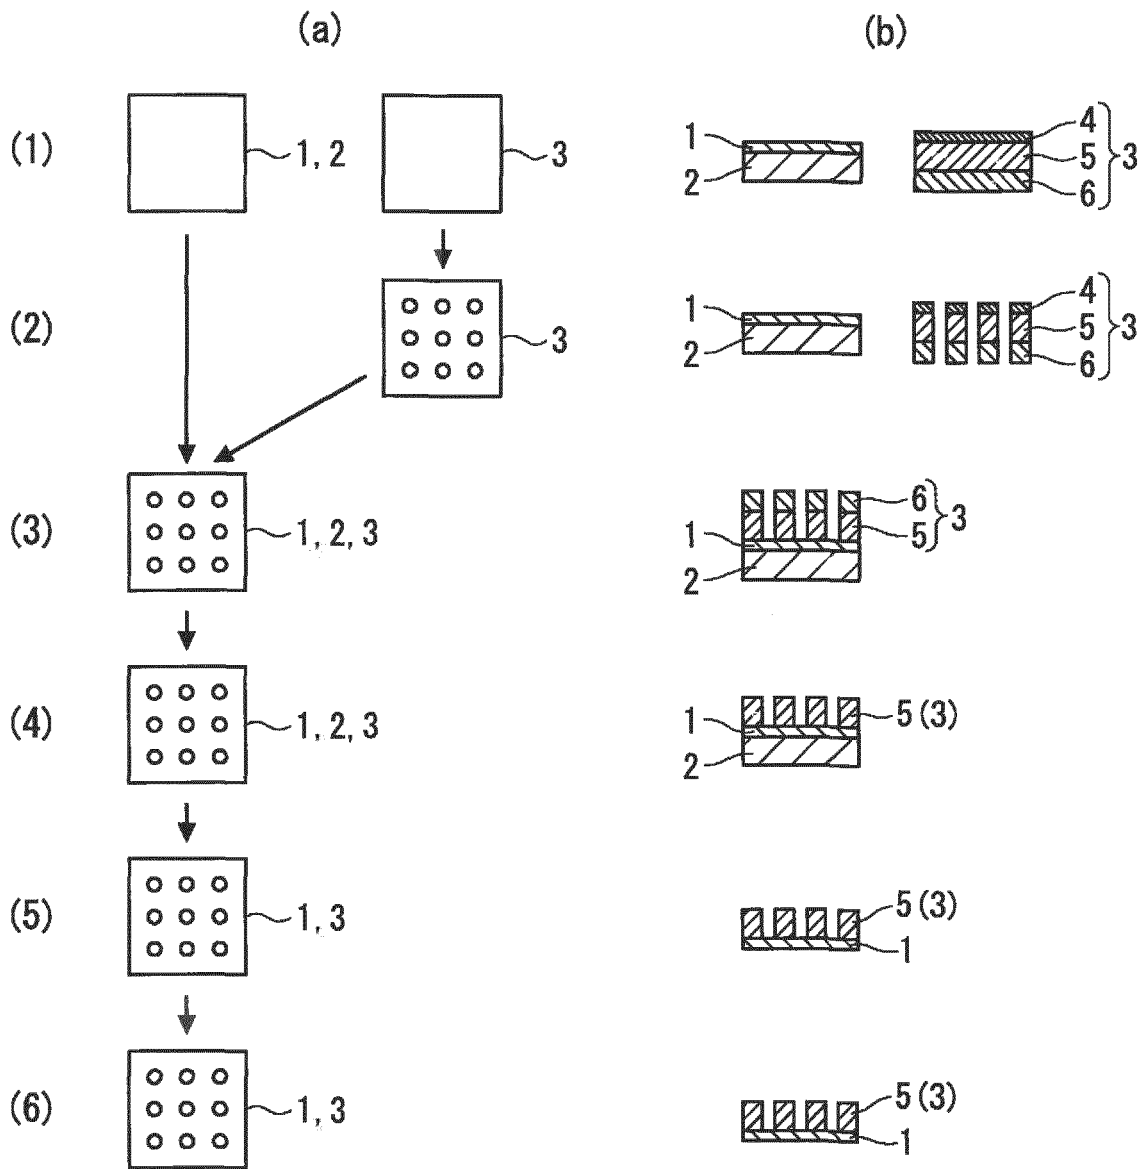 (a) (b)
(1) 1, 2 3 1 2 4 5 6 3
(2) 3 1 2 4 5 6 3
(3) 1, 2, 3 6 5 3 1 2
(4) 1, 2, 3 1 2 5 (3)
(5) 1, 3 5 (3) 1
(6) 1, 3 5 (3) 1